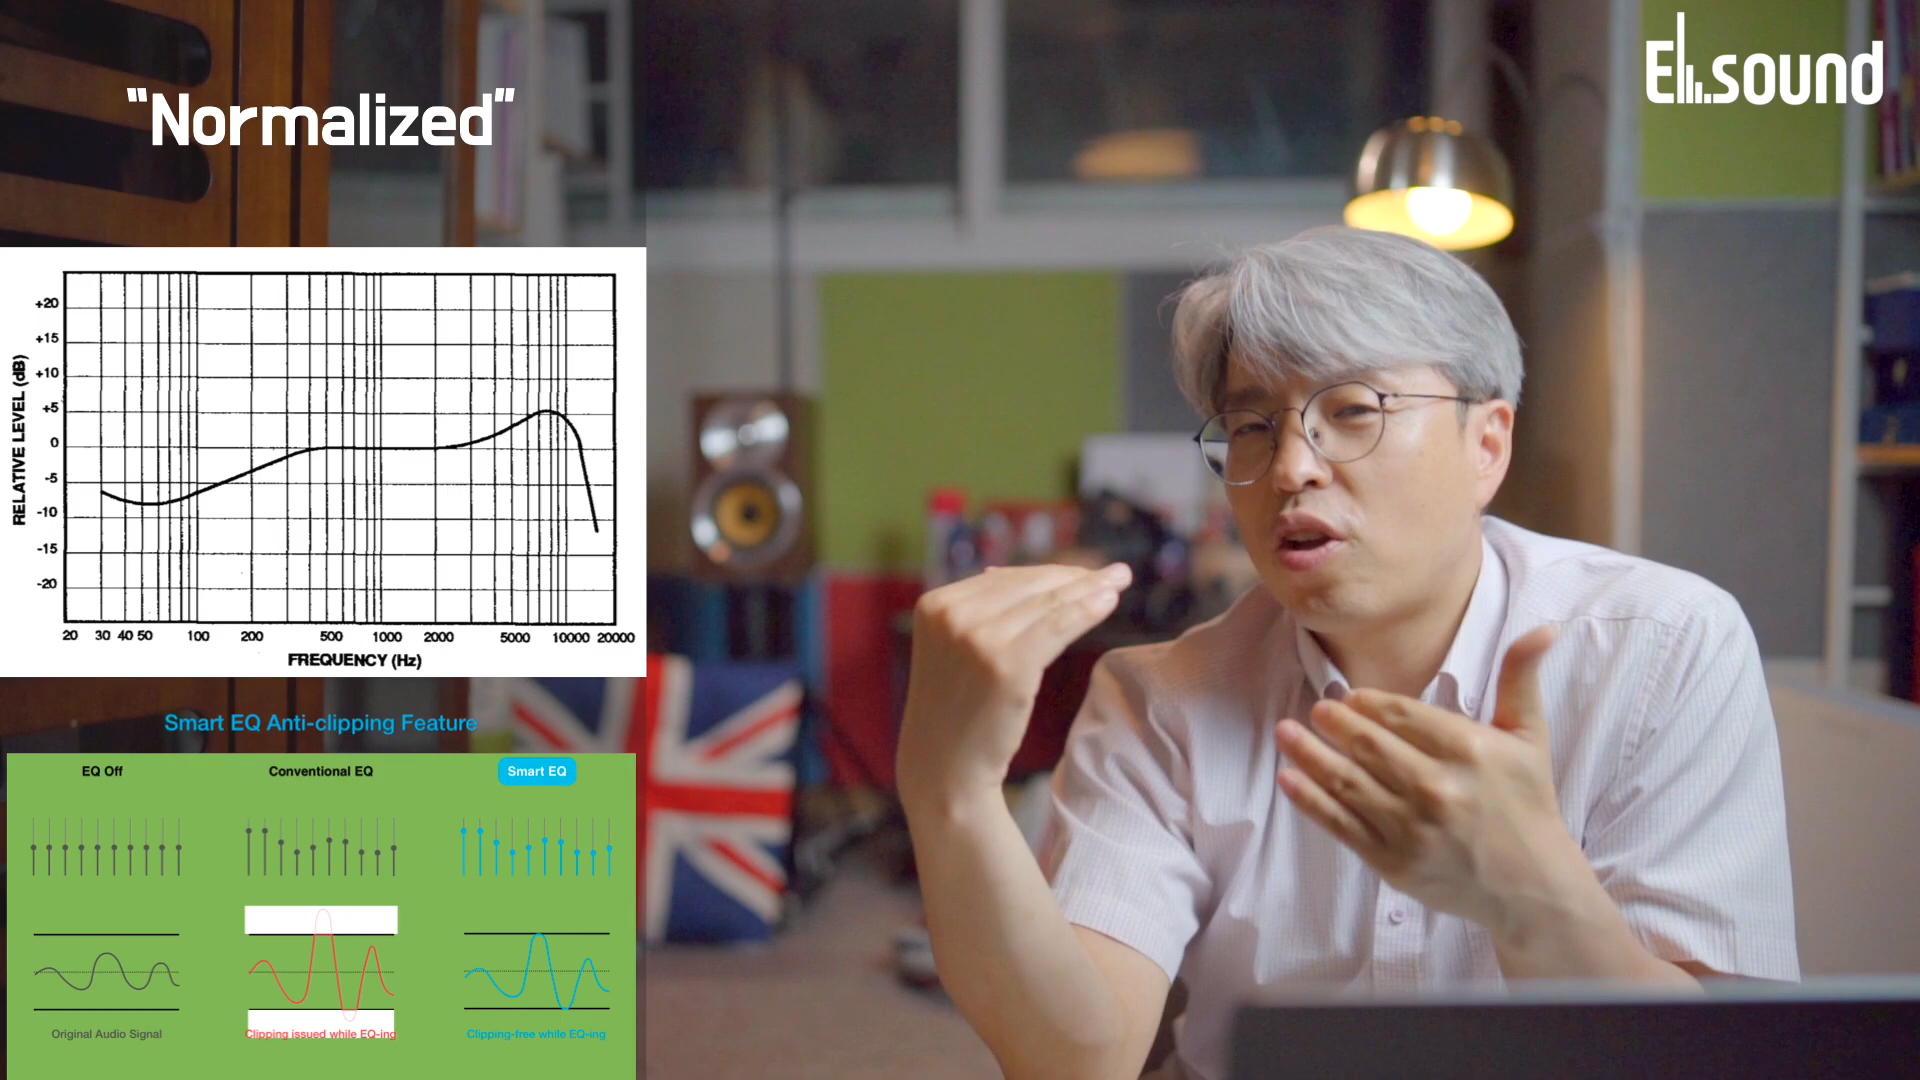 "Normalized"
El.sound
RELATIVE LEVEL (dB)
+20
+15
+10
+5
0
-5
-10
-15
-20
20 30 40 50 100 200 500 1000 2000 5000 10000 20000
FREQUENCY (Hz)
Smart EQ Anti-clipping Feature
EQ Off Conventional EQ Smart EQ
Original Audio Signal Clipping issued while EQ-ing Clipping-free while EQ-ing